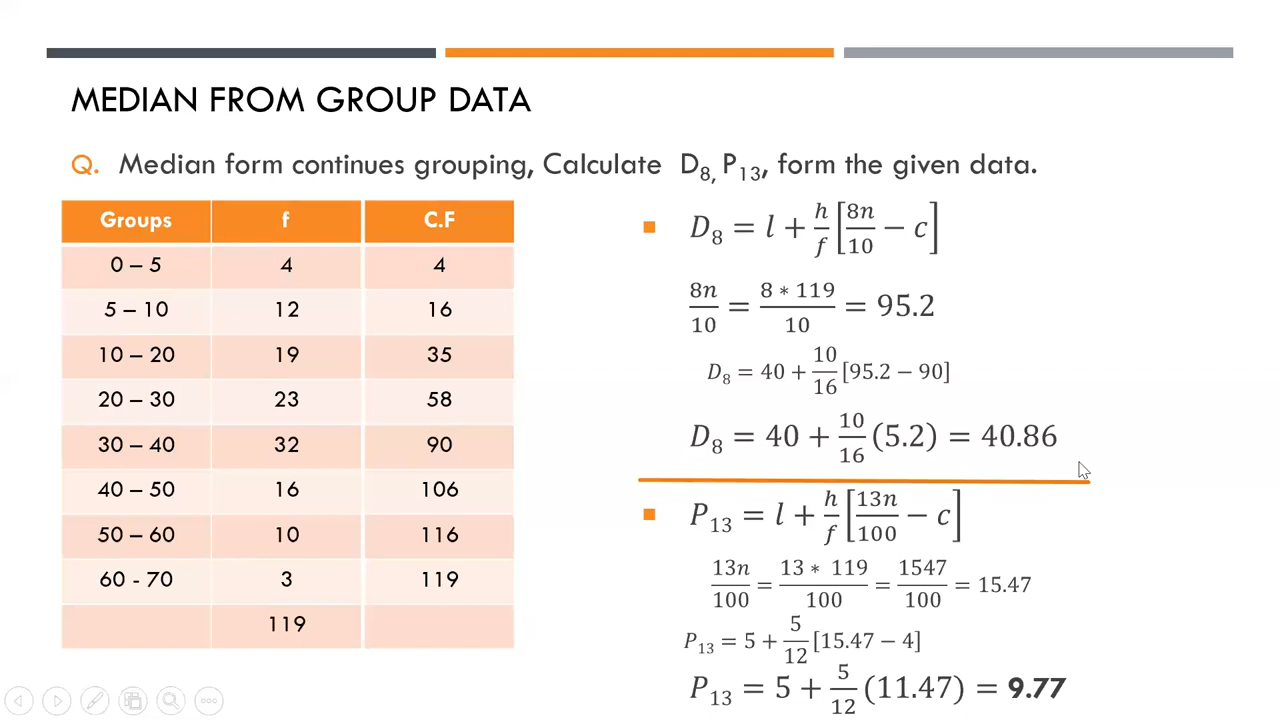 MEDIAN FROM GROUP DATA
Q. Median form continues grouping, Calculate D₈, P₁₃, form the given data.
Groups f C.F
0 – 5 4 4
5 – 10 12 16
10 – 20 19 35
20 – 30 23 58
30 – 40 32 90
40 – 50 16 106
50 – 60 10 116
60 - 70 3 119
119
D₈ = l + h/f [8n/10 − c]
8n/10 = 8 * 119/10 = 95.2
D₈ = 40 + 10/16 [95.2 − 90]
D₈ = 40 + 10/16 (5.2) = 40.86
P₁₃ = l + h/f [13n/100 − c]
13n/100 = 13 * 119/100 = 1547/100 = 15.47
P₁₃ = 5 + 5/12 [15.47 − 4]
P₁₃ = 5 + 5/12 (11.47) = 9.77